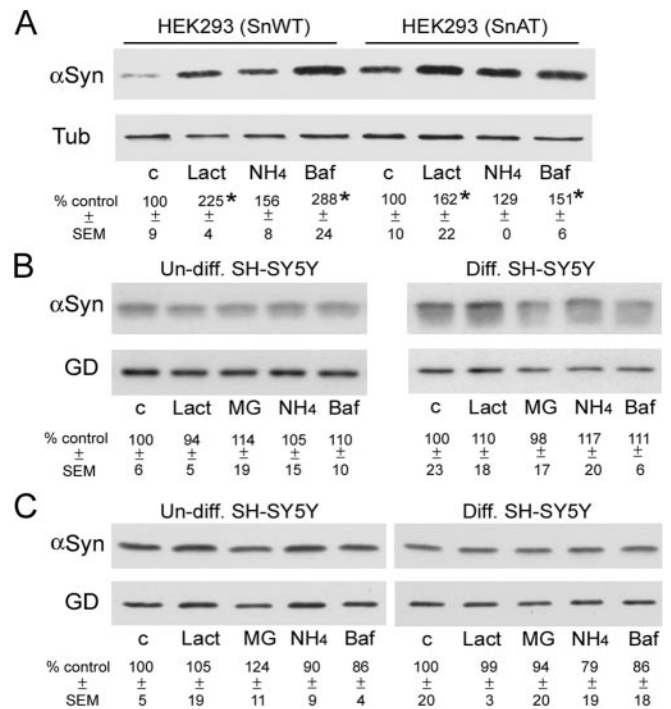 A
HEK293 (SnWT) HEK293 (SnAT)
αSyn
Tub
c Lact NH4 Baf c Lact NH4 Baf
% control 100 225* 156 288* 100 162* 129 151*
± ± ± ± ± ± ± ± ±
SEM 9 4 8 24 10 22 0 6
B
Un-diff. SH-SY5Y Diff. SH-SY5Y
αSyn
GD
c Lact MG NH4 Baf c Lact MG NH4 Baf
% control 100 94 114 105 110 100 110 98 117 111
± ± ± ± ± ± ± ± ± ± ±
SEM 6 5 19 15 10 23 18 17 20 6
C
Un-diff. SH-SY5Y Diff. SH-SY5Y
αSyn
GD
c Lact MG NH4 Baf c Lact MG NH4 Baf
% control 100 105 124 90 86 100 99 94 79 86
± ± ± ± ± ± ± ± ± ± ±
SEM 5 19 11 9 4 20 3 20 19 18